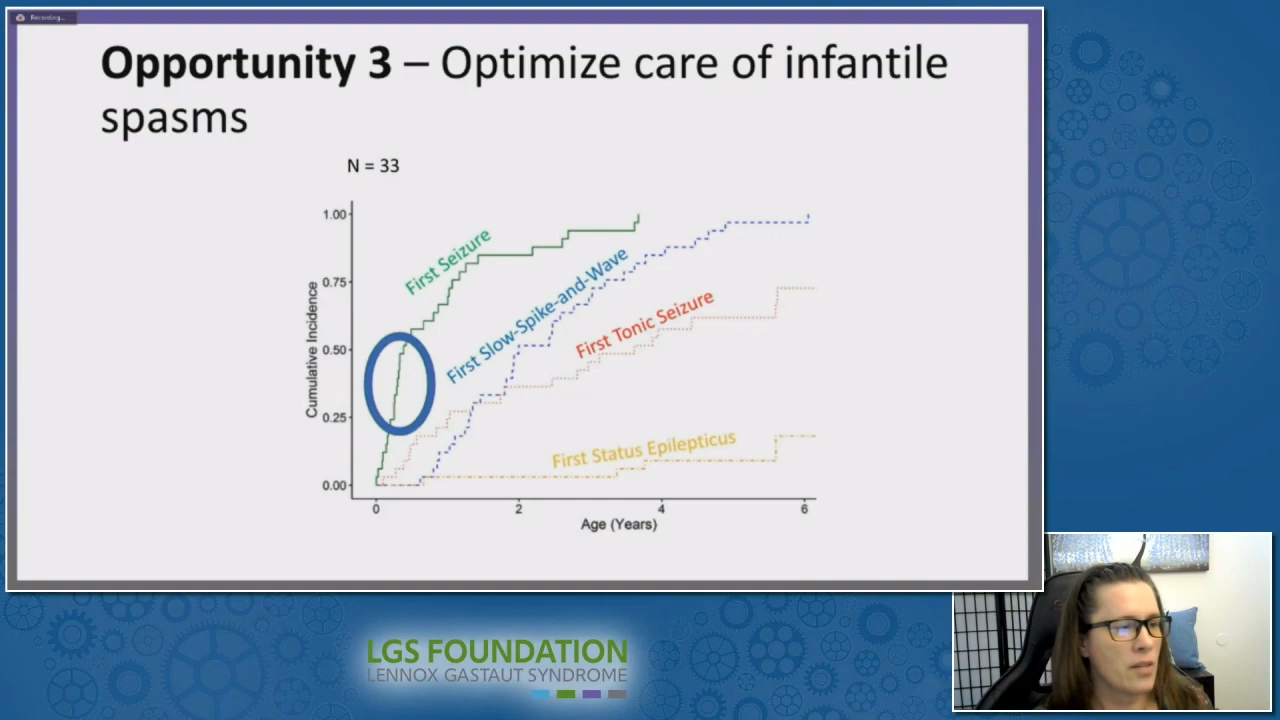 Recording...
Opportunity 3 – Optimize care of infantile
spasms
N = 33
1.00
0.75
0.50
0.25
0.00
Cumulative Incidence
First Seizure
First Slow-Spike-and-Wave
First Tonic Seizure
First Status Epilepticus
0
2
4
6
Age (Years)
LGS FOUNDATION
LENNOX GASTAUT SYNDROME